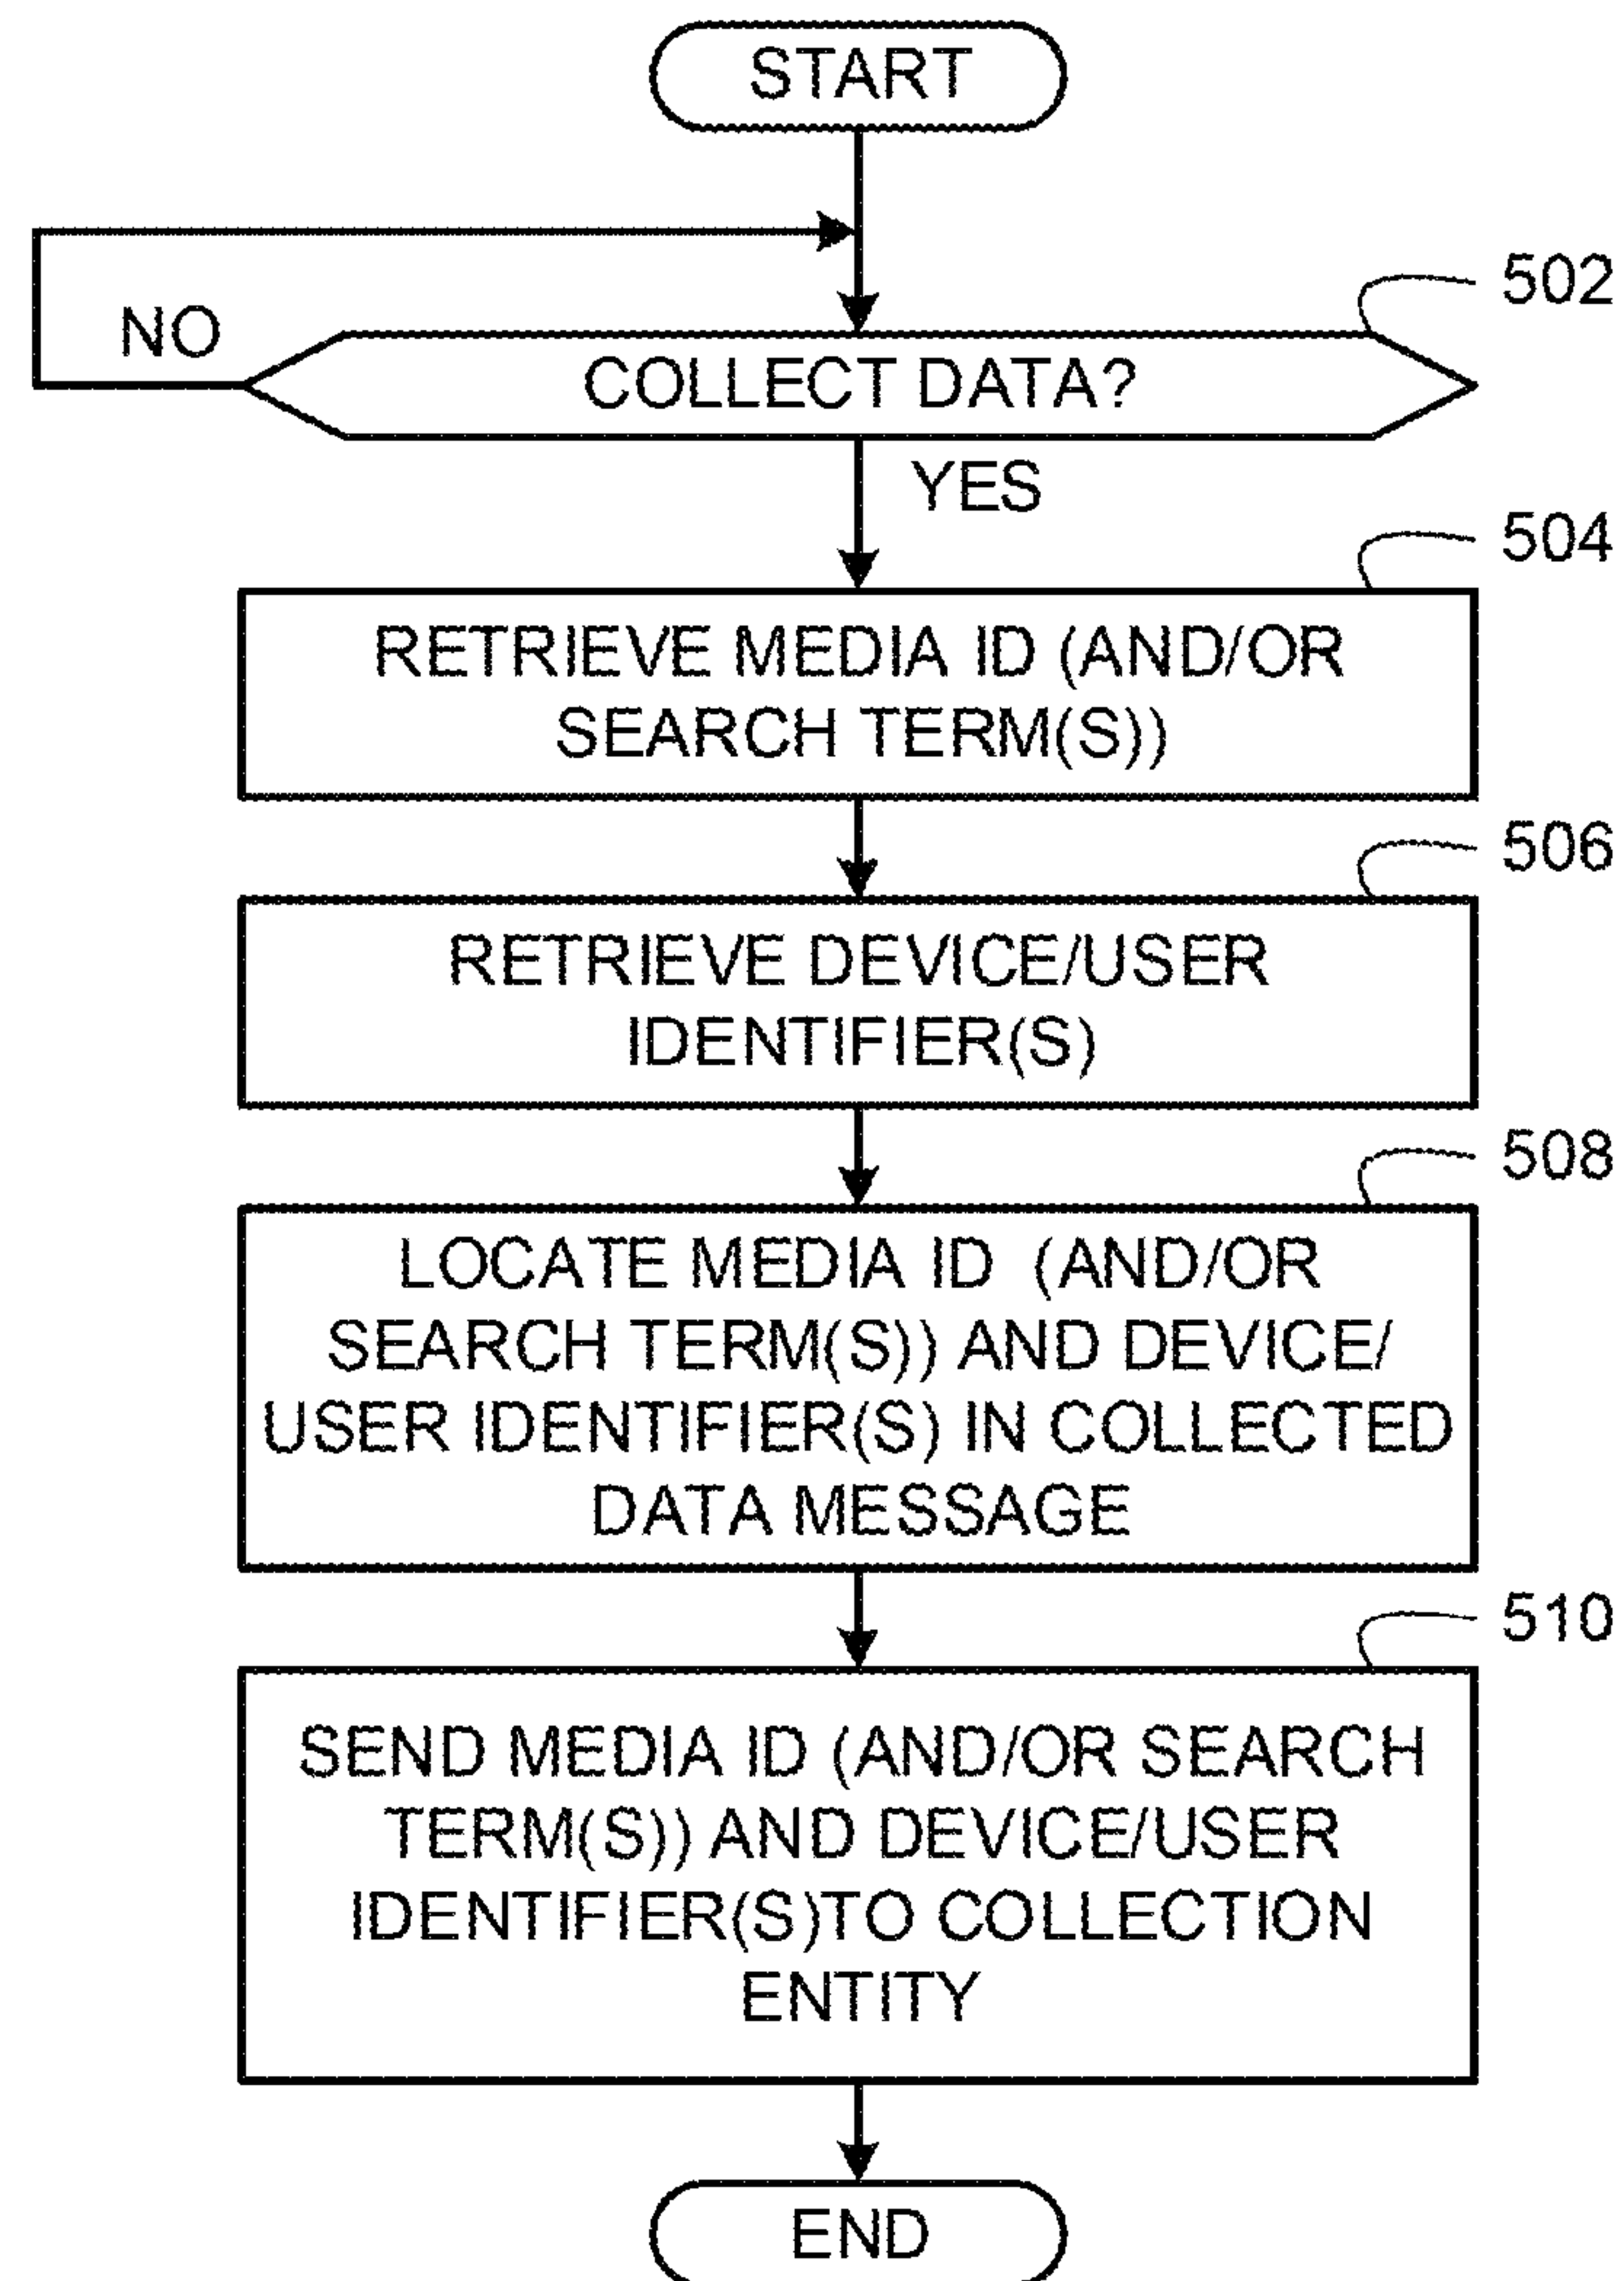 START
NO
502
COLLECT DATA?
YES
504
RETRIEVE MEDIA ID (AND/OR
SEARCH TERM(S))
506
RETRIEVE DEVICE/USER
IDENTIFIER(S)
508
LOCATE MEDIA ID (AND/OR
SEARCH TERM(S)) AND DEVICE/
USER IDENTIFIER(S) IN COLLECTED
DATA MESSAGE
510
SEND MEDIA ID (AND/OR SEARCH
TERM(S)) AND DEVICE/USER
IDENTIFIER(S)TO COLLECTION
ENTITY
END